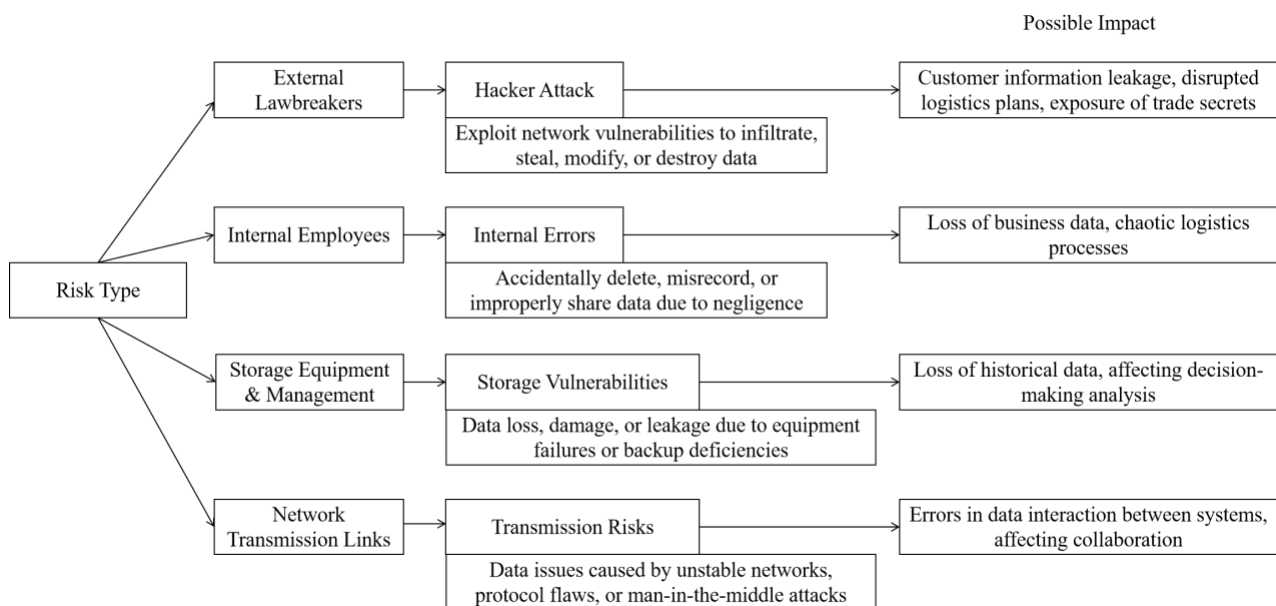 Possible Impact
External
Lawbreakers
Hacker Attack
Customer information leakage, disrupted
logistics plans, exposure of trade secrets
Exploit network vulnerabilities to infiltrate,
steal, modify, or destroy data
Internal Employees
Internal Errors
Loss of business data, chaotic logistics
processes
Accidentally delete, misrecord, or
improperly share data due to negligence
Risk Type
Storage Equipment
& Management
Storage Vulnerabilities
Loss of historical data, affecting decision-
making analysis
Data loss, damage, or leakage due to equipment
failures or backup deficiencies
Network
Transmission Links
Transmission Risks
Errors in data interaction between systems,
affecting collaboration
Data issues caused by unstable networks,
protocol flaws, or man-in-the-middle attacks